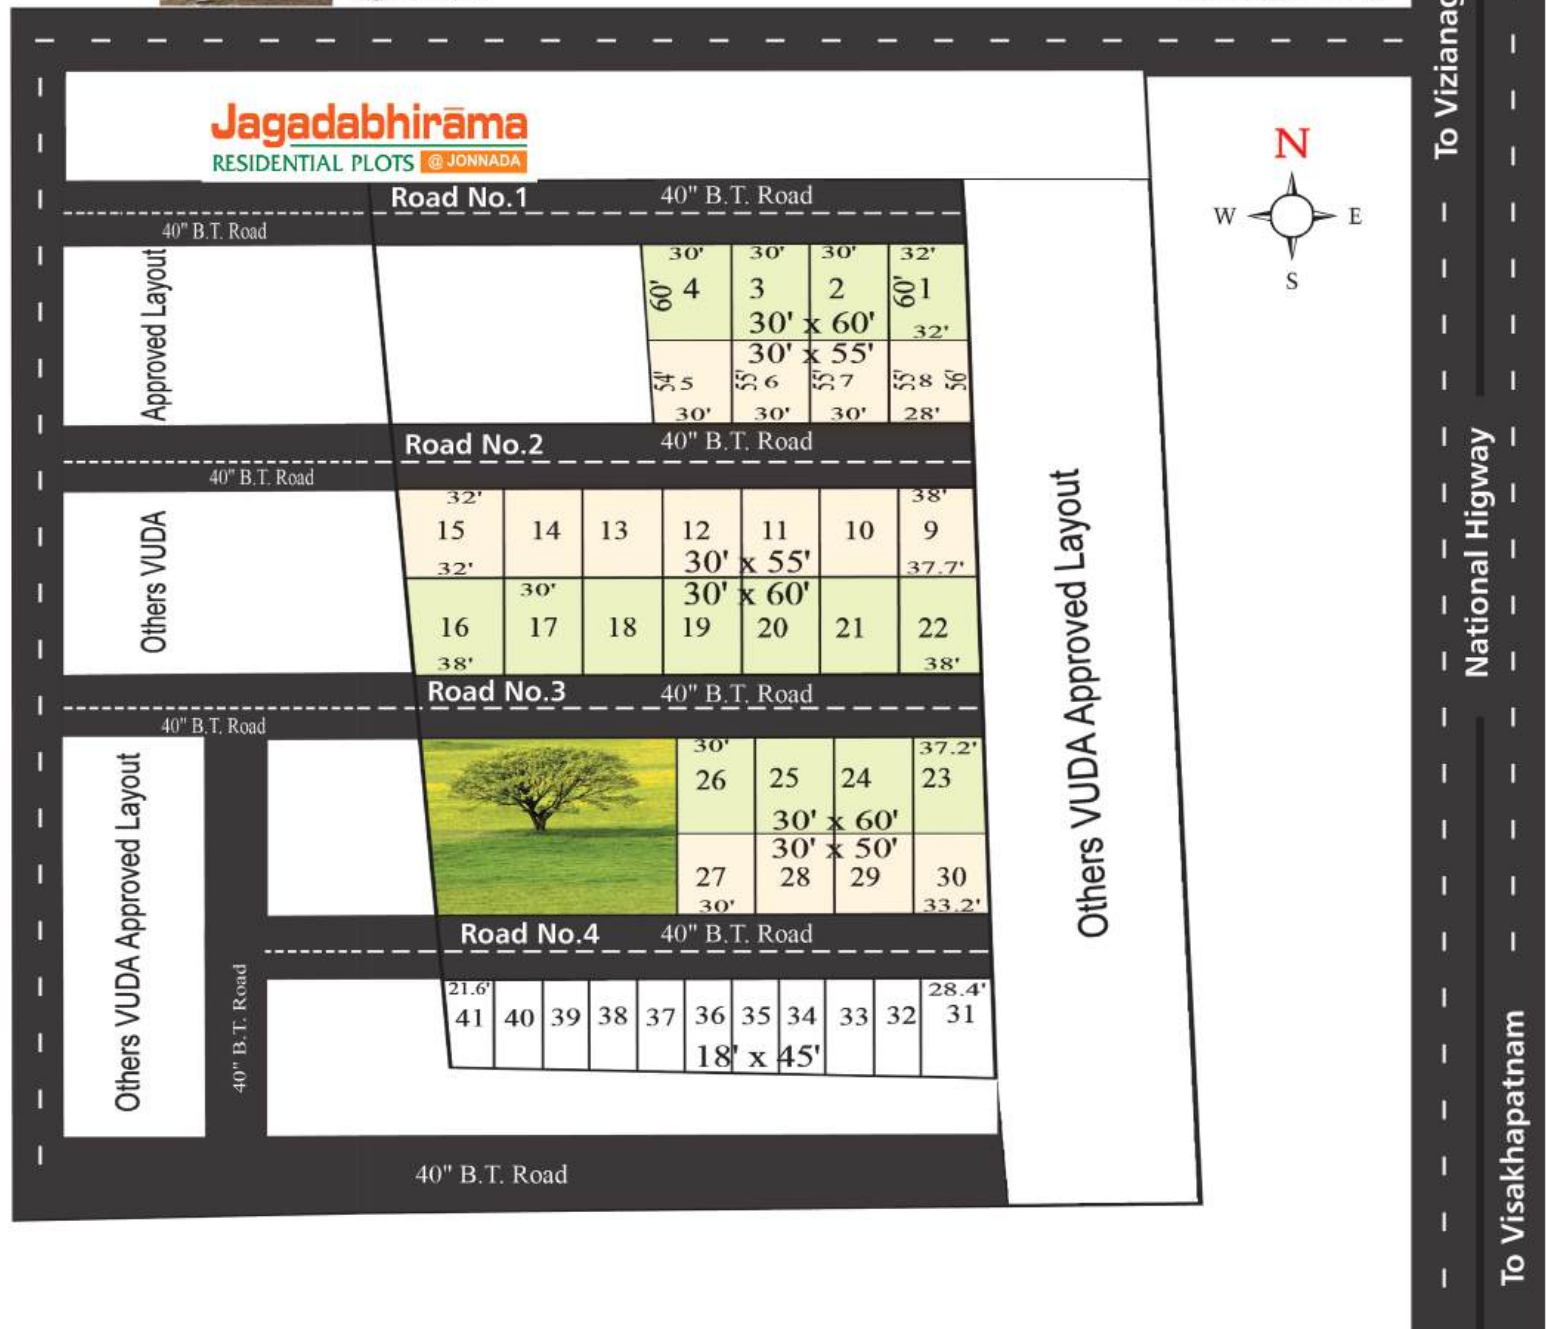 To Vizianag
Jagadabhirāma
RESIDENTIAL PLOTS @ JONNADA
N
W E
S
Road No.1 40" B.T. Road
40" B.T. Road
Approved Layout
30' 30' 30' 32'
60' 4 3 2 60' 1
30' x 60' 32'
30' x 55'
54' 5 55' 6 55' 7 55' 8 56'
30' 30' 30' 28'
Road No.2 40" B.T. Road
40" B.T. Road
Others VUDA
32' 38'
15 14 13 12 11 10 9
32' 30' x 55' 37.7'
30' 30' x 60'
16 17 18 19 20 21 22
38' 38'
Road No.3 40" B.T. Road
40" B.T. Road
Others VUDA Approved Layout
30' 37.2'
26 25 24 23
30' x 60'
30' x 50'
27 28 29 30
30' 33.2'
Road No.4 40" B.T. Road
40" B.T. Road
21.6' 28.4'
41 40 39 38 37 36 35 34 33 32 31
18' x 45'
40" B.T. Road
Others VUDA Approved Layout
National Higway
To Visakhapatnam